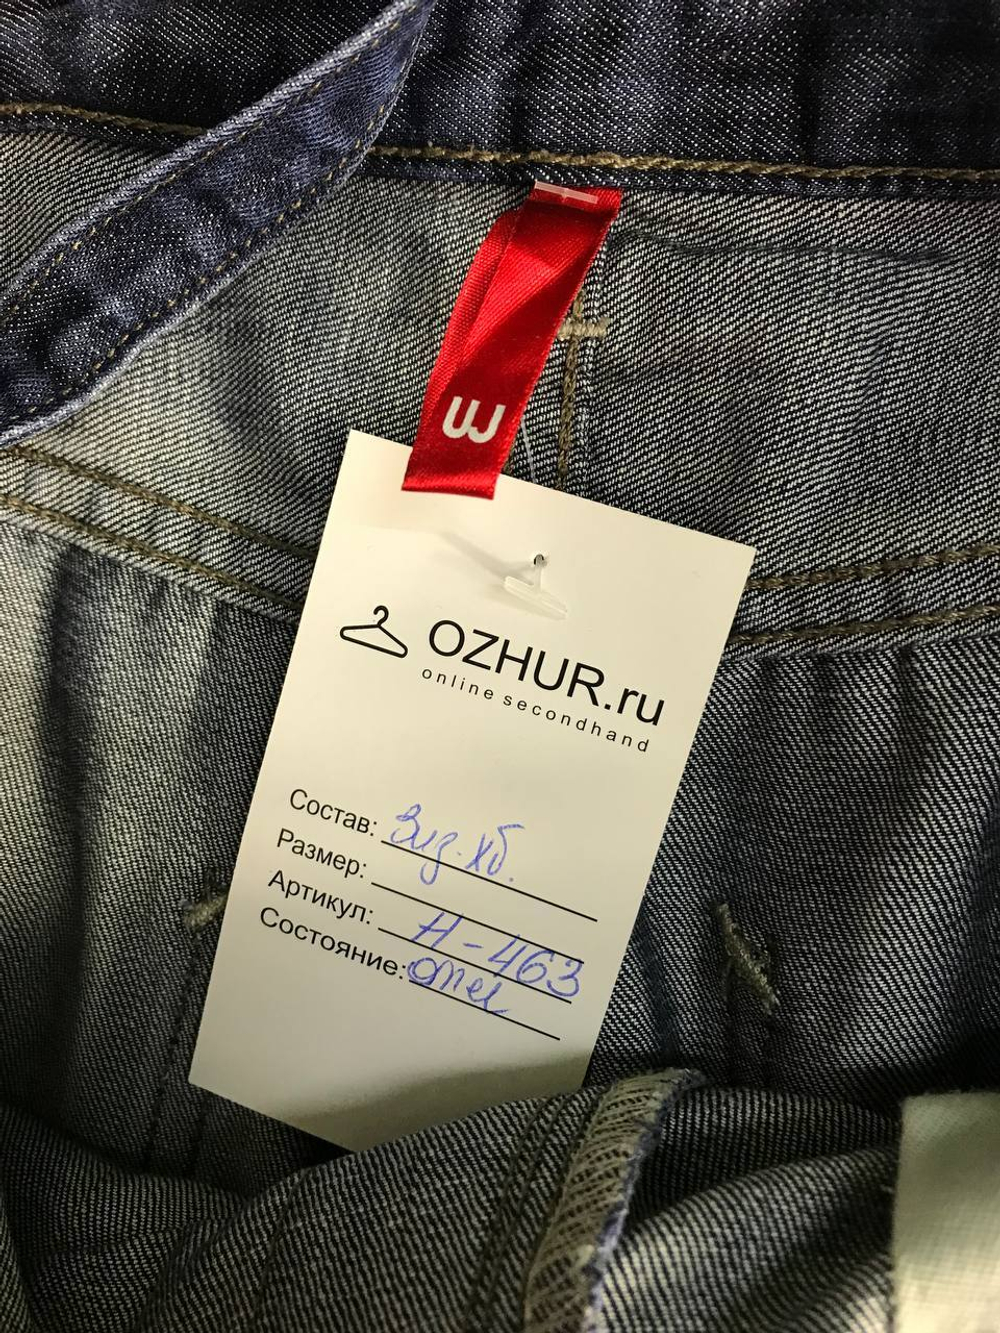 OZHUR.ru
online secondhand
Состав: Виз. хб.
Размер:
Артикул: Н-463
Состояние: отл